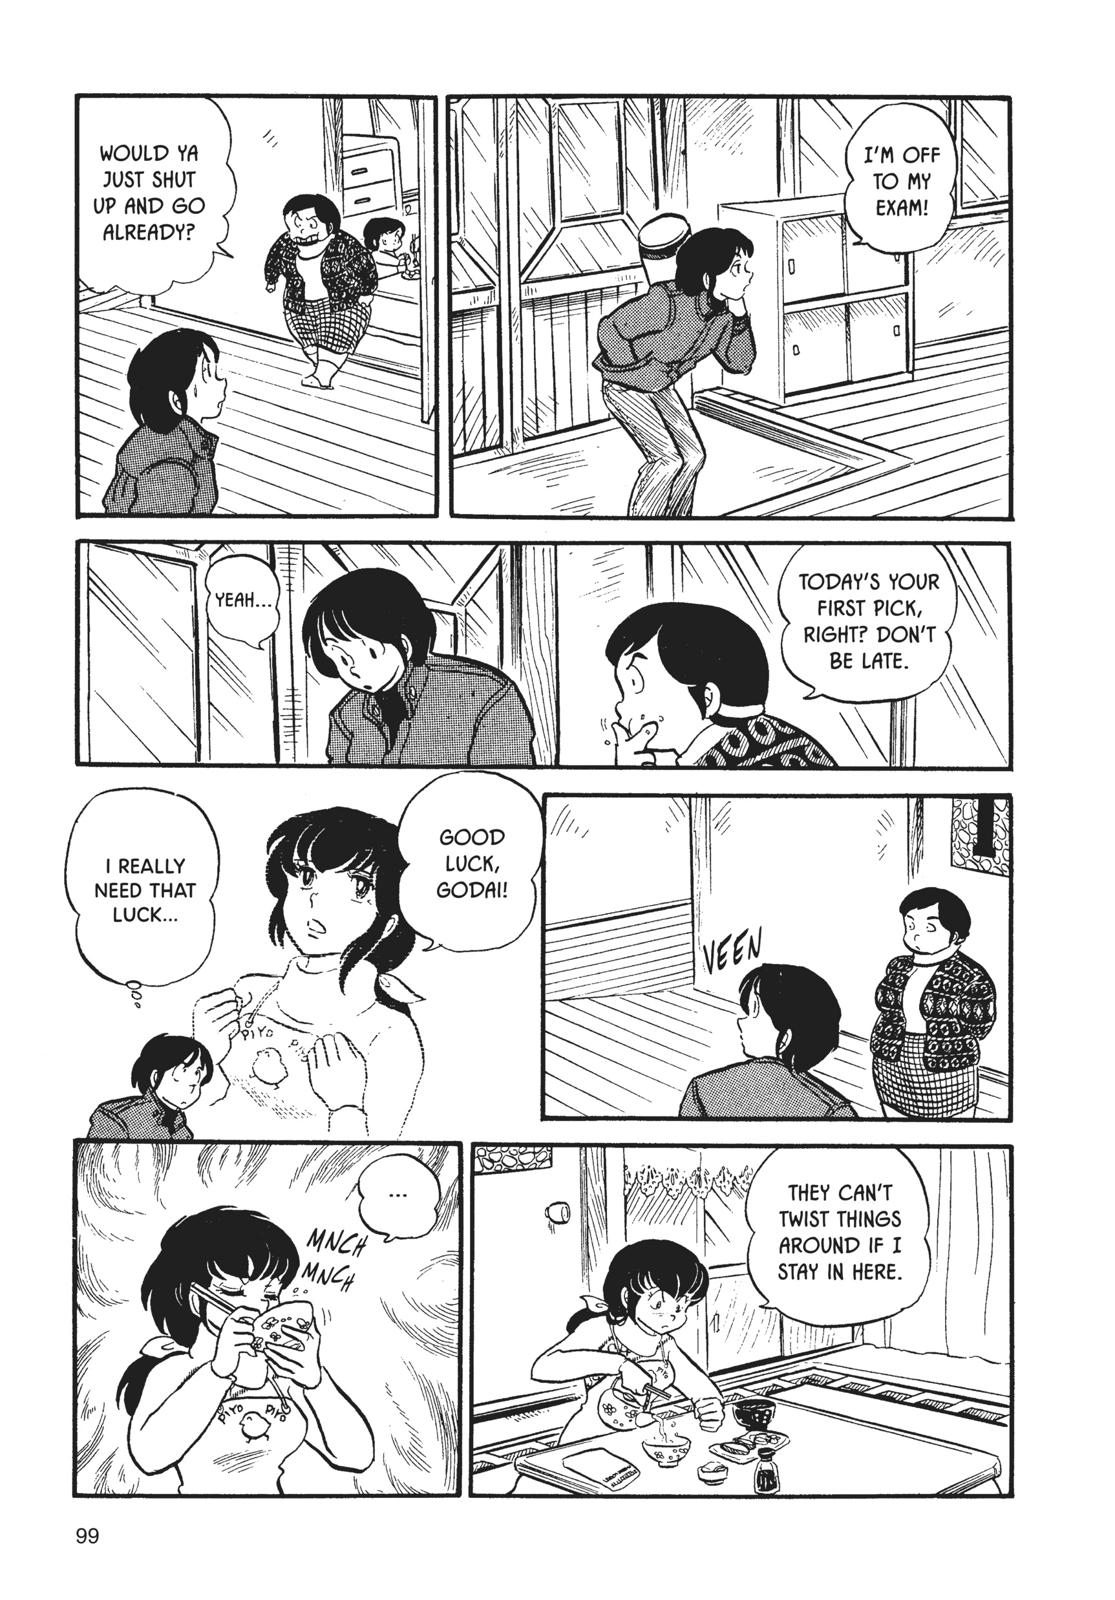 I'M OFF
TO MY
EXAM!
WOULD YA
JUST SHUT
UP AND GO
ALREADY?
TODAY'S YOUR
FIRST PICK,
RIGHT? DON'T
BE LATE.
YEAH...
VEEN
GOOD
LUCK,
GODAI!
I REALLY
NEED THAT
LUCK...
PIYO
THEY CAN'T
TWIST THINGS
AROUND IF I
STAY IN HERE.
...
MNCH
MNCH
PIYO PIYO
99